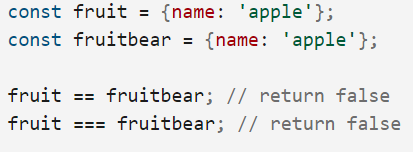 const fruit = {name: 'apple'};
const fruitbear = {name: 'apple'};
fruit == fruitbear; // return false
fruit === fruitbear; // return false